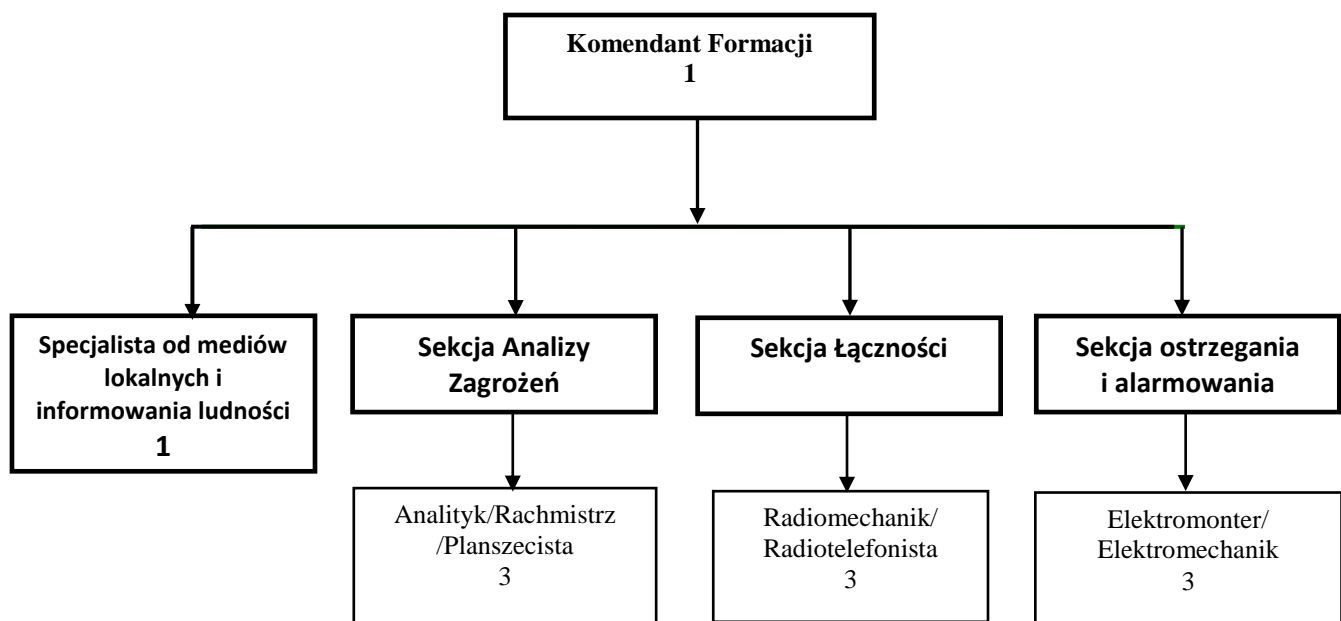 Komendant Formacji
1
Specjalista od mediów
lokalnych i
informowania ludności
1
Sekcja Analizy
Zagrożeń
Sekcja Łączności
Sekcja ostrzegania
i alarmowania
Analityk/Rachmistrz
/Planszecista
3
Radiomechanik/
Radiotelefonista
3
Elektromonter/
Elektromechanik
3